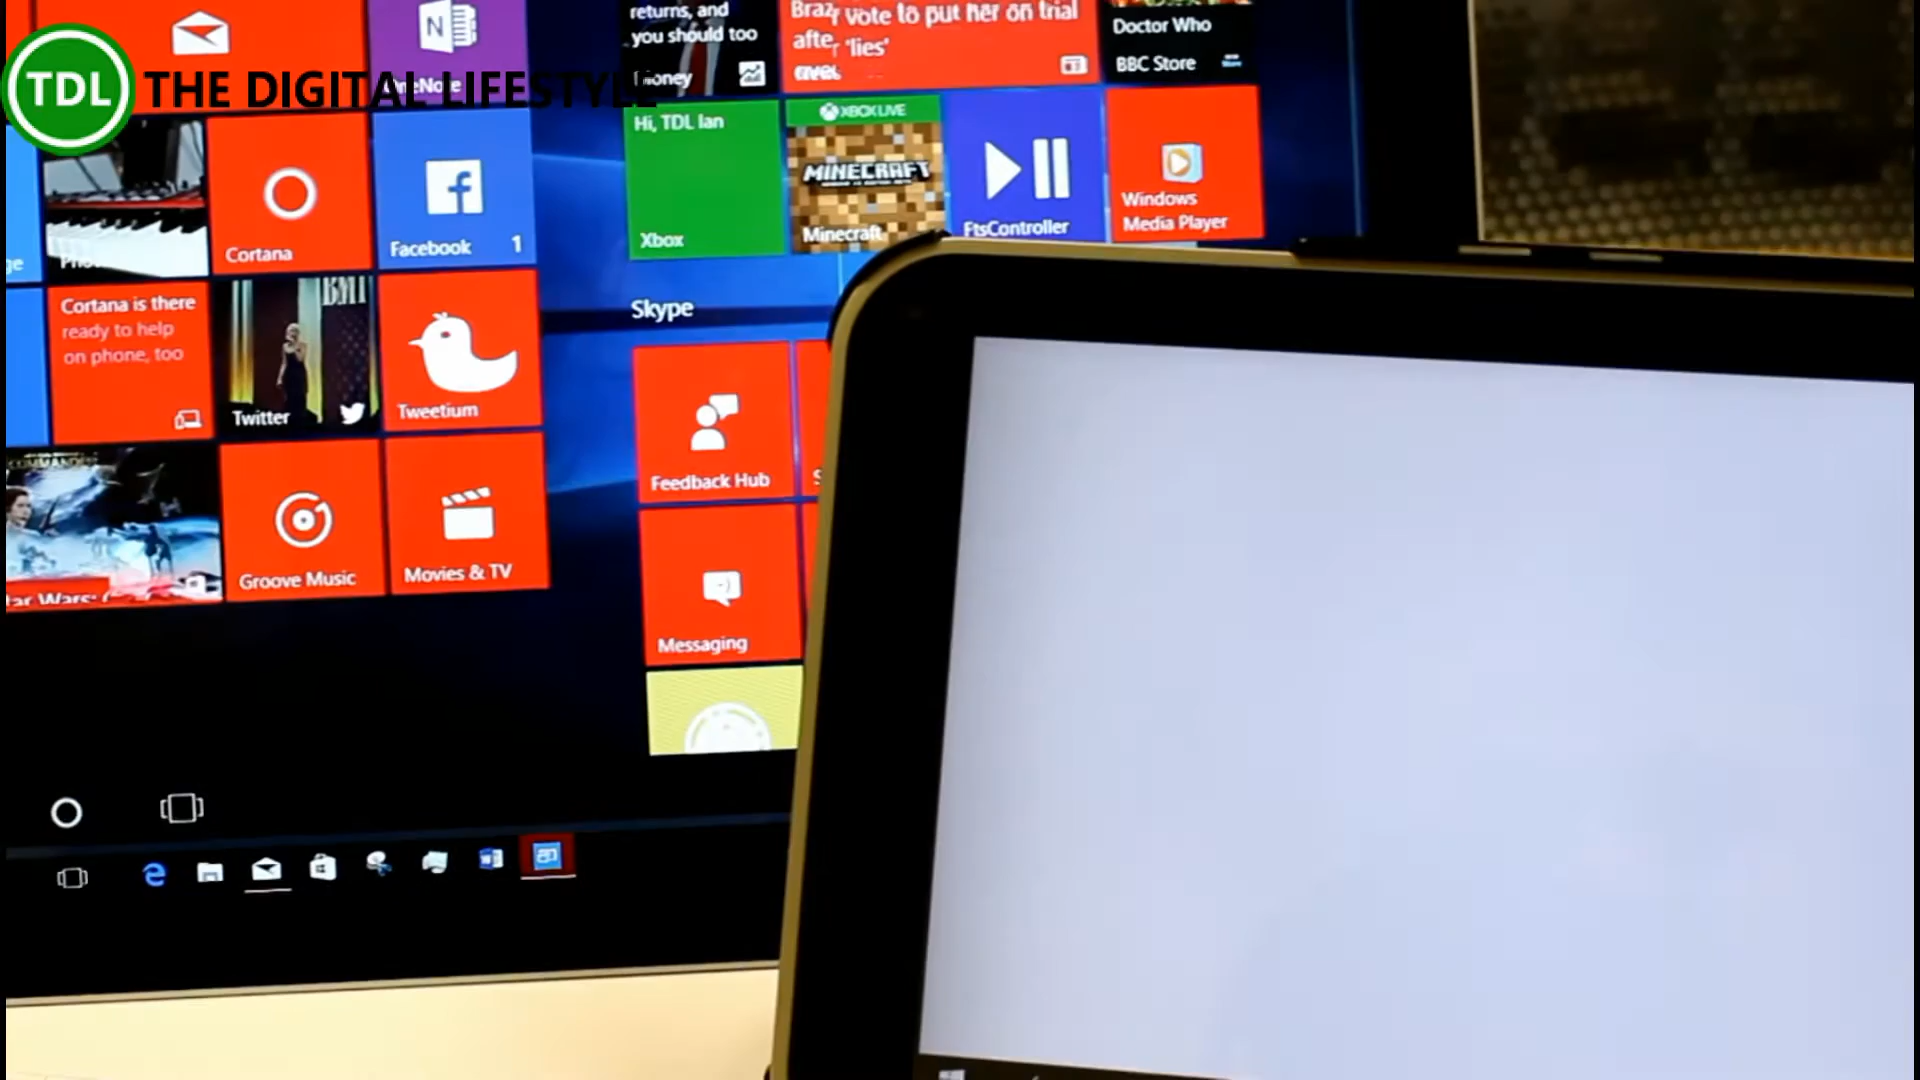 TDL THE DIGITAL LIFESTYLE
OneNote
returns, and
you should too
Money
vote to put her on trial
'lies'
Doctor Who
BBC Store
Cortana
Facebook 1
Hi, TDL Ian
Xbox
XBOX LIVE
MINECRAFT
Minecraft
FtsController
Windows
Media Player
Cortana is there
ready to help
on phone, too
Twitter
Tweetium
Skype
Feedback Hub
Groove Music
Movies & TV
Messaging